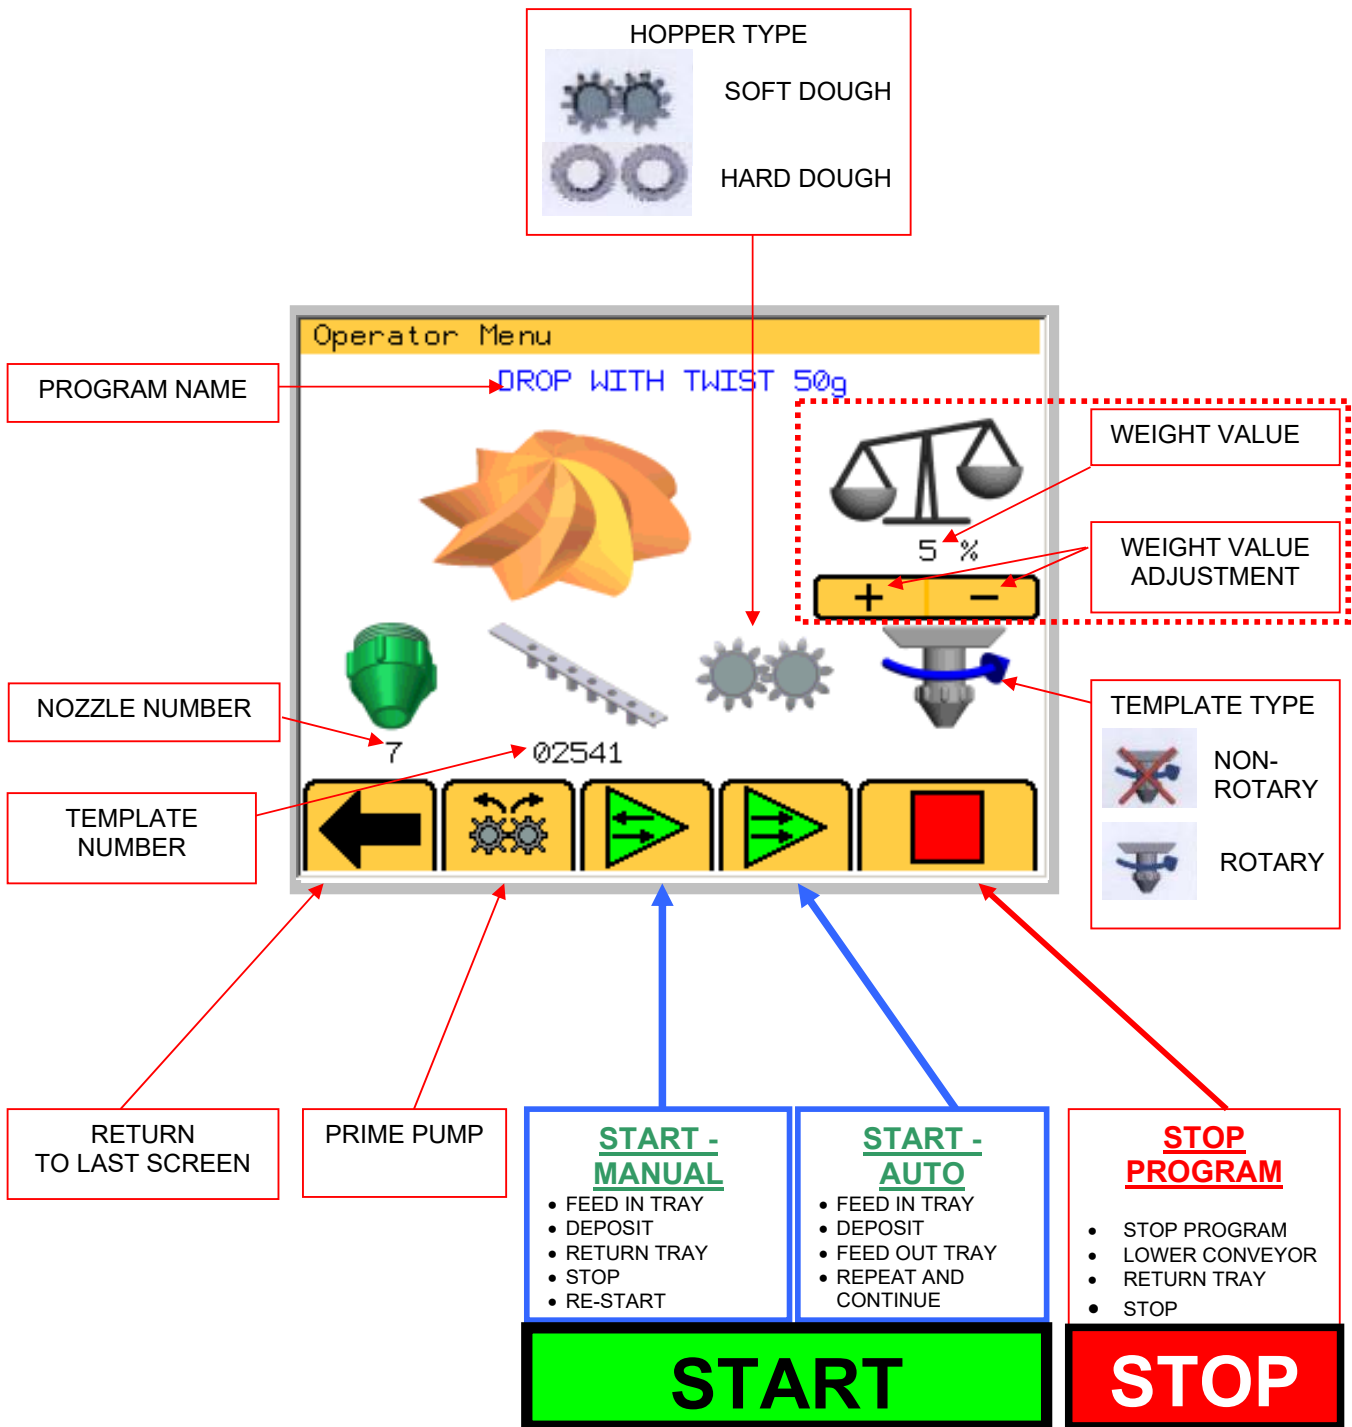 HOPPER TYPE
SOFT DOUGH
HARD DOUGH
Operator Menu
PROGRAM NAME
DROP WITH TWIST 50g
WEIGHT VALUE
5 %
WEIGHT VALUE
ADJUSTMENT
+ −
NOZZLE NUMBER
7
02541
TEMPLATE
NUMBER
TEMPLATE TYPE
NON-
ROTARY
ROTARY
RETURN
TO LAST SCREEN
PRIME PUMP
START -
MANUAL
• FEED IN TRAY
• DEPOSIT
• RETURN TRAY
• STOP
• RE-START
START -
AUTO
• FEED IN TRAY
• DEPOSIT
• FEED OUT TRAY
• REPEAT AND
CONTINUE
STOP
PROGRAM
• STOP PROGRAM
• LOWER CONVEYOR
• RETURN TRAY
• STOP
START
STOP